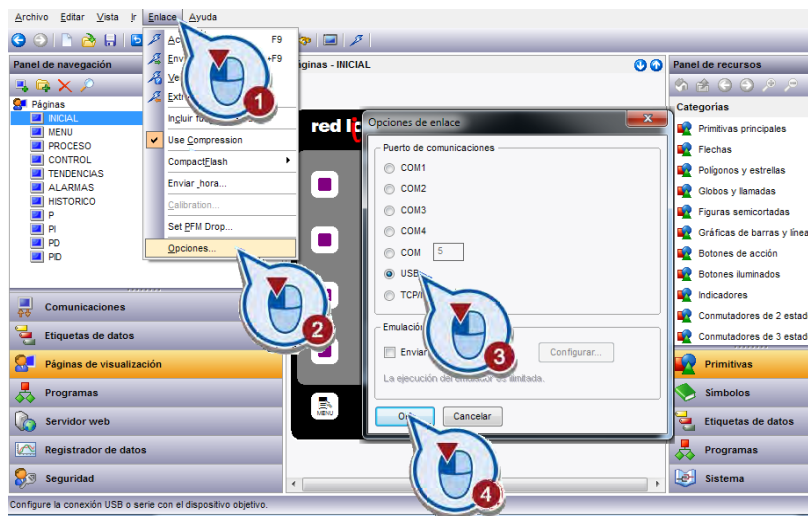 Archivo Editar Vista Ir Enlace Ayuda
F9
+F9
Use Compression
CompactFlash
Enviar hora...
Calibration...
Set PFM Drop...
Opciones...
1
2
Panel de navegación
Páginas
INICIAL
MENU
PROCESO
CONTROL
TENDENCIAS
ALARMAS
HISTORICO
P
PI
PD
PID
Comunicaciones
Etiquetas de datos
Páginas de visualización
Programas
Servidor web
Registrador de datos
Seguridad
- INICIAL
red
MENU
Opciones de enlace
Puerto de comunicaciones
COM1
COM2
COM3
COM4
COM 5
USB
3
Enviar
Configurar...
La ejecución del emulador es limitada.
Cancelar
4
Panel de recursos
Categorias
Primitivas principales
Flechas
Polígonos y estrellas
Globos y llamadas
Figuras semicortadas
Gráficas de barras y línea
Botones de acción
Botones iluminados
Indicadores
Conmutadores de 2 estad
Conmutadores de 3 estad
Primitivas
Símbolos
Etiquetas de datos
Programas
Sistema
Configure la conexión USB o serie con el dispositivo objetivo.